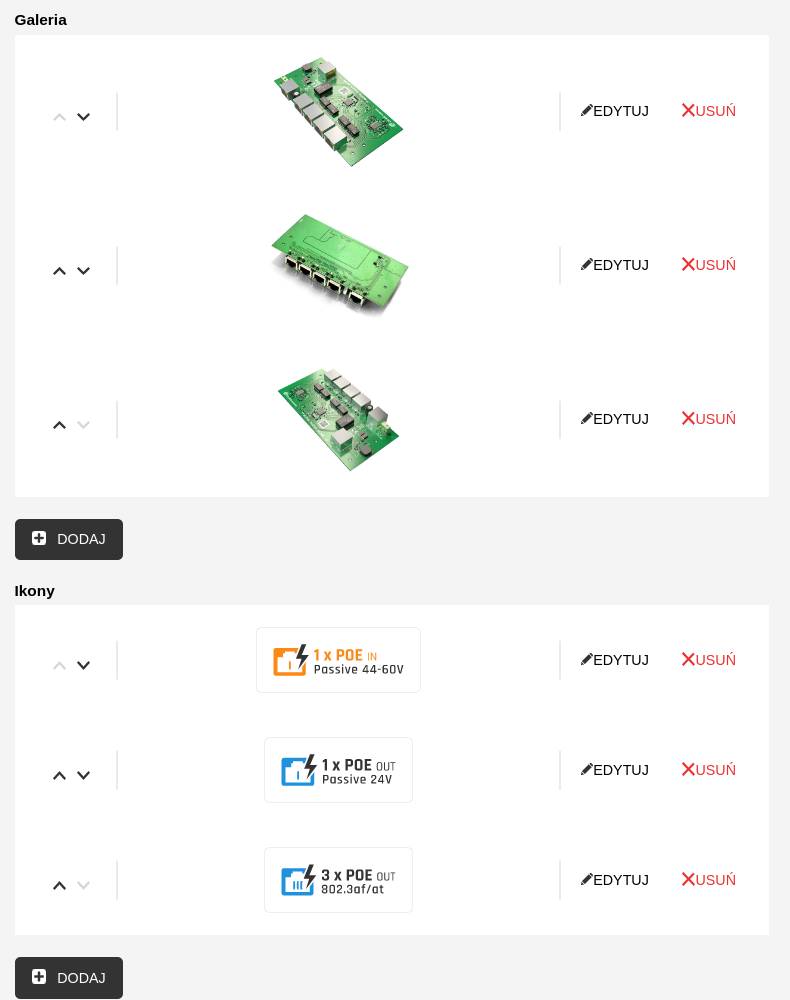 Galeria
EDYTUJ USUŃ
EDYTUJ USUŃ
EDYTUJ USUŃ
DODAJ
Ikony
1 x POE IN
Passive 44-60V
EDYTUJ USUŃ
1 x POE OUT
Passive 24V
EDYTUJ USUŃ
3 x POE OUT
802.3af/at
EDYTUJ USUŃ
DODAJ